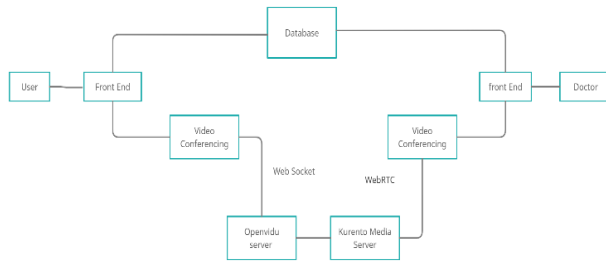 Database
User
Front End
front End
Doctor
Video
Conferencing
Video
Conferencing
Web Socket
WebRTC
Openvidu
server
Kurento Media
Server